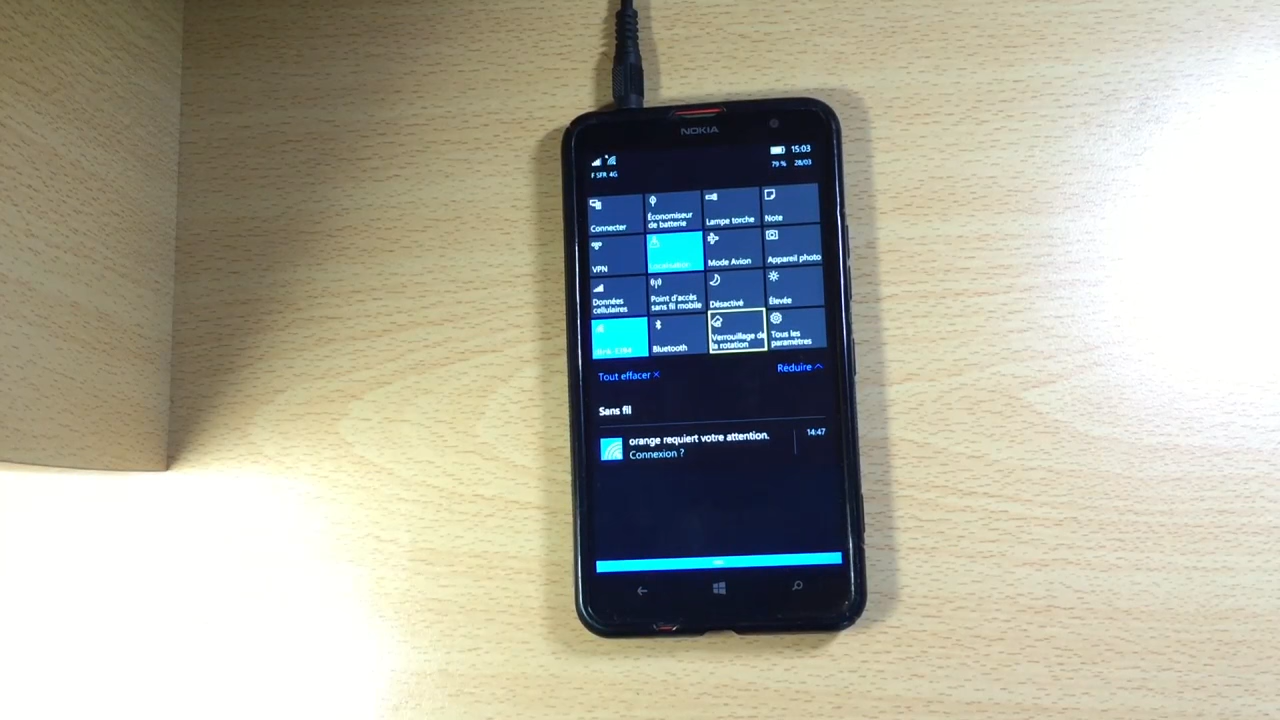 NOKIA
15:03
79 % 28/03
F SFR 4G
Connecter
Économiseur
de batterie
Lampe torche
Note
VPN
Localisation
Mode Avion
Appareil photo
Données
cellulaires
Point d'accès
sans fil mobile
Désactivé
Élevée
Bluetooth
Verrouillage de
la rotation
Tous les
paramètres
Tout effacer
Réduire
Sans fil
orange requiert votre attention.
14:47
Connexion ?